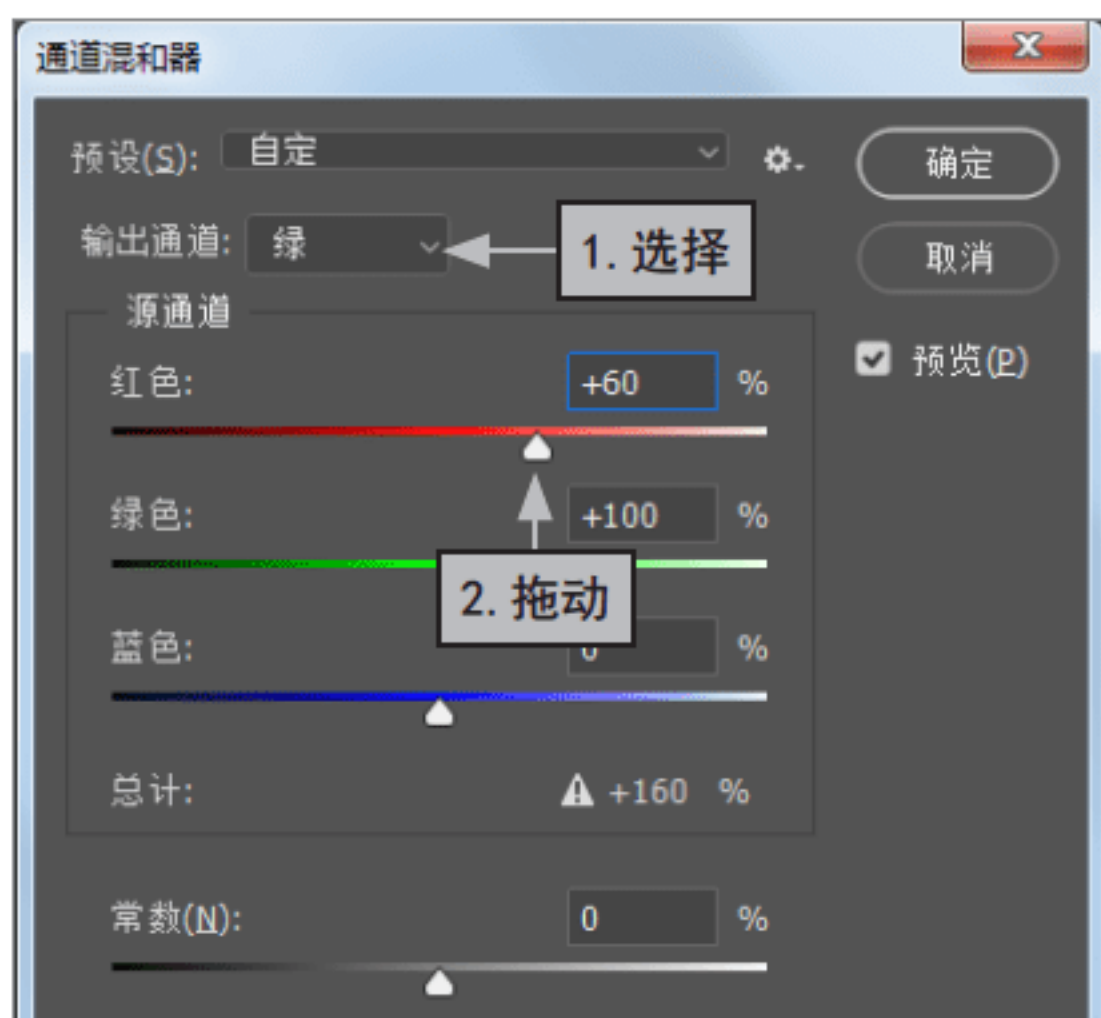 通道混和器
预设(S): 自定
确定
输出通道: 绿
1. 选择
取消
源通道
预览(P)
红色: +60 %
绿色: +100 %
2. 拖动
蓝色: %
总计: +160 %
常数(N): 0 %